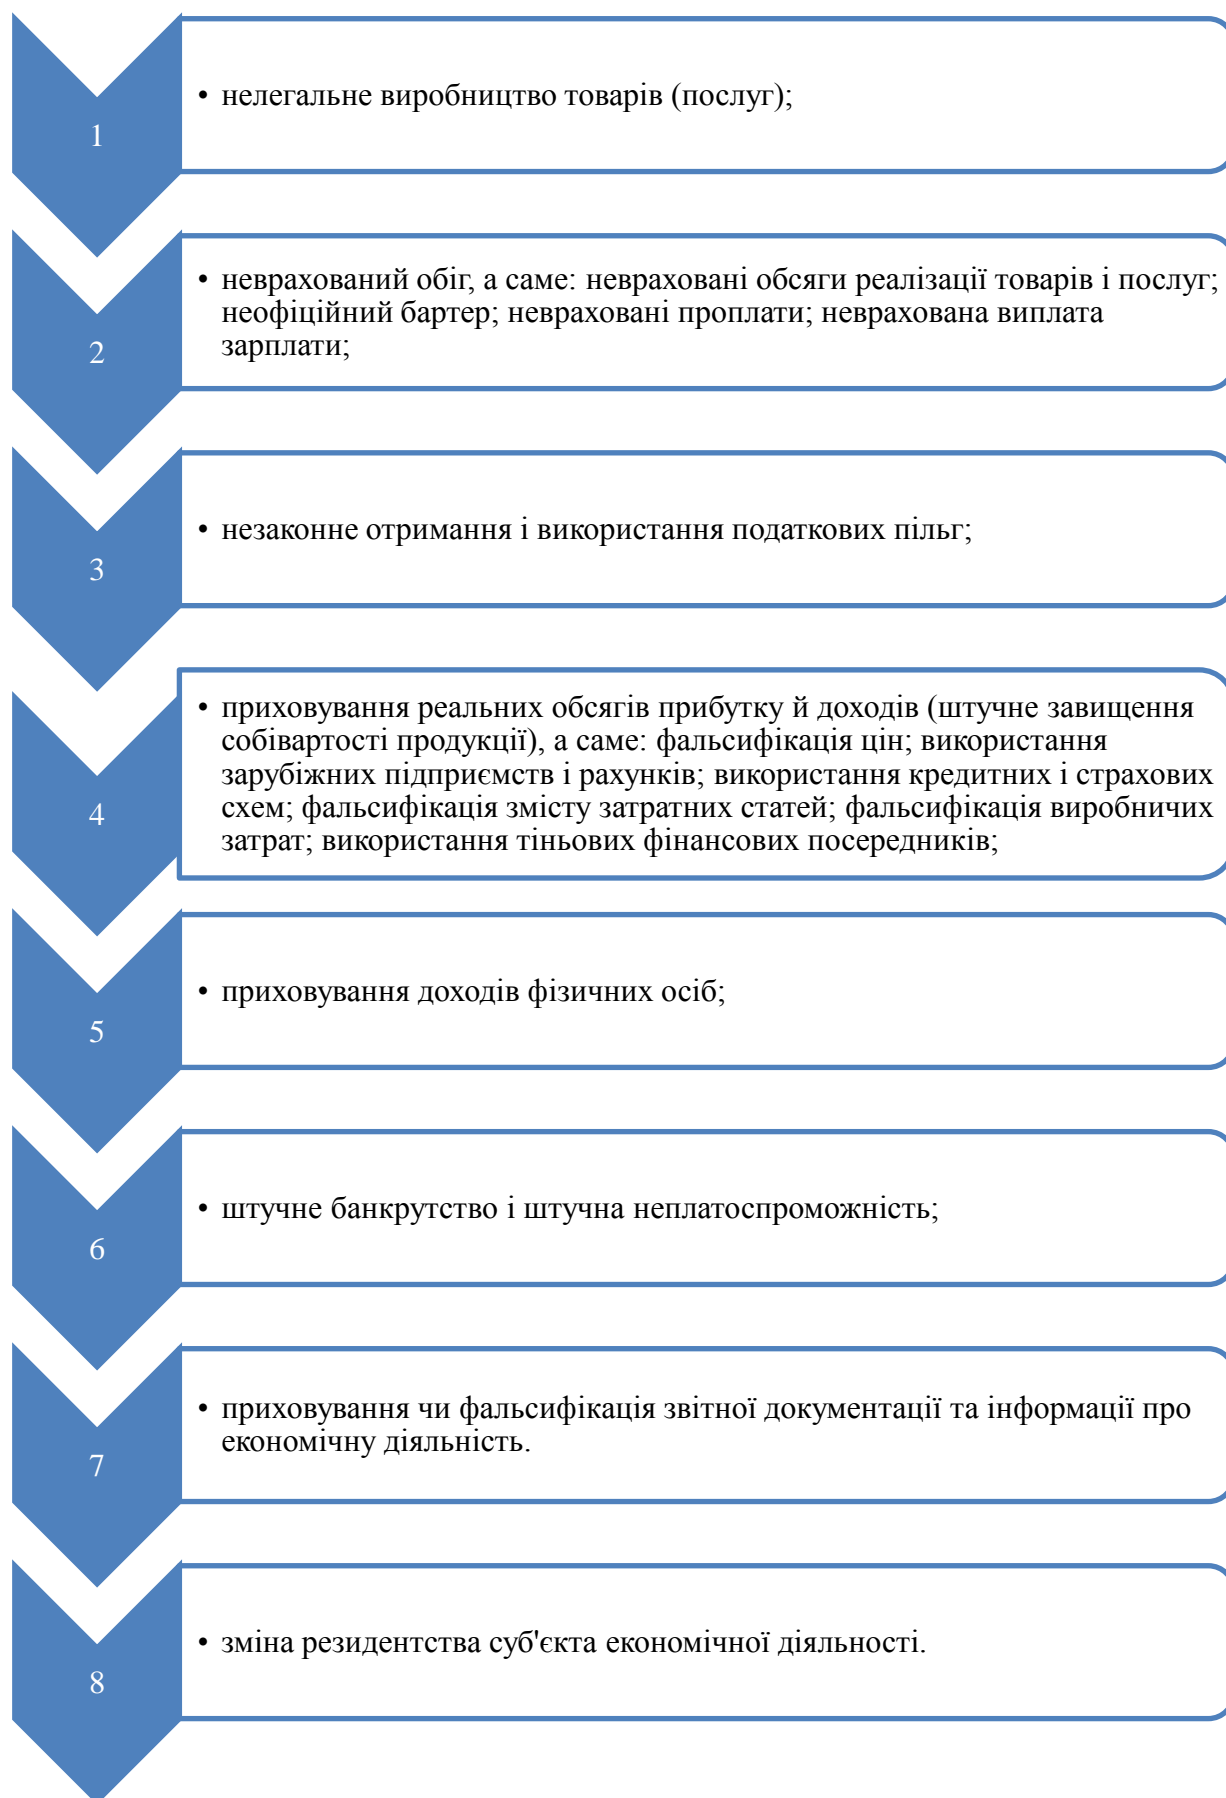 1
• нелегальне виробництво товарів (послуг);
2
• неврахований обіг, а саме: невраховані обсяги реалізації товарів і послуг;
неофіційний бартер; невраховані проплати; неврахована виплата
зарплати;
3
• незаконне отримання і використання податкових пільг;
4
• приховування реальних обсягів прибутку й доходів (штучне завищення
собівартості продукції), а саме: фальсифікація цін; використання
зарубіжних підприємств і рахунків; використання кредитних і страхових
схем; фальсифікація змісту затратних статей; фальсифікація виробничих
затрат; використання тіньових фінансових посередників;
5
• приховування доходів фізичних осіб;
6
• штучне банкрутство і штучна неплатоспроможність;
7
• приховування чи фальсифікація звітної документації та інформації про
економічну діяльність.
8
• зміна резидентства суб'єкта економічної діяльності.